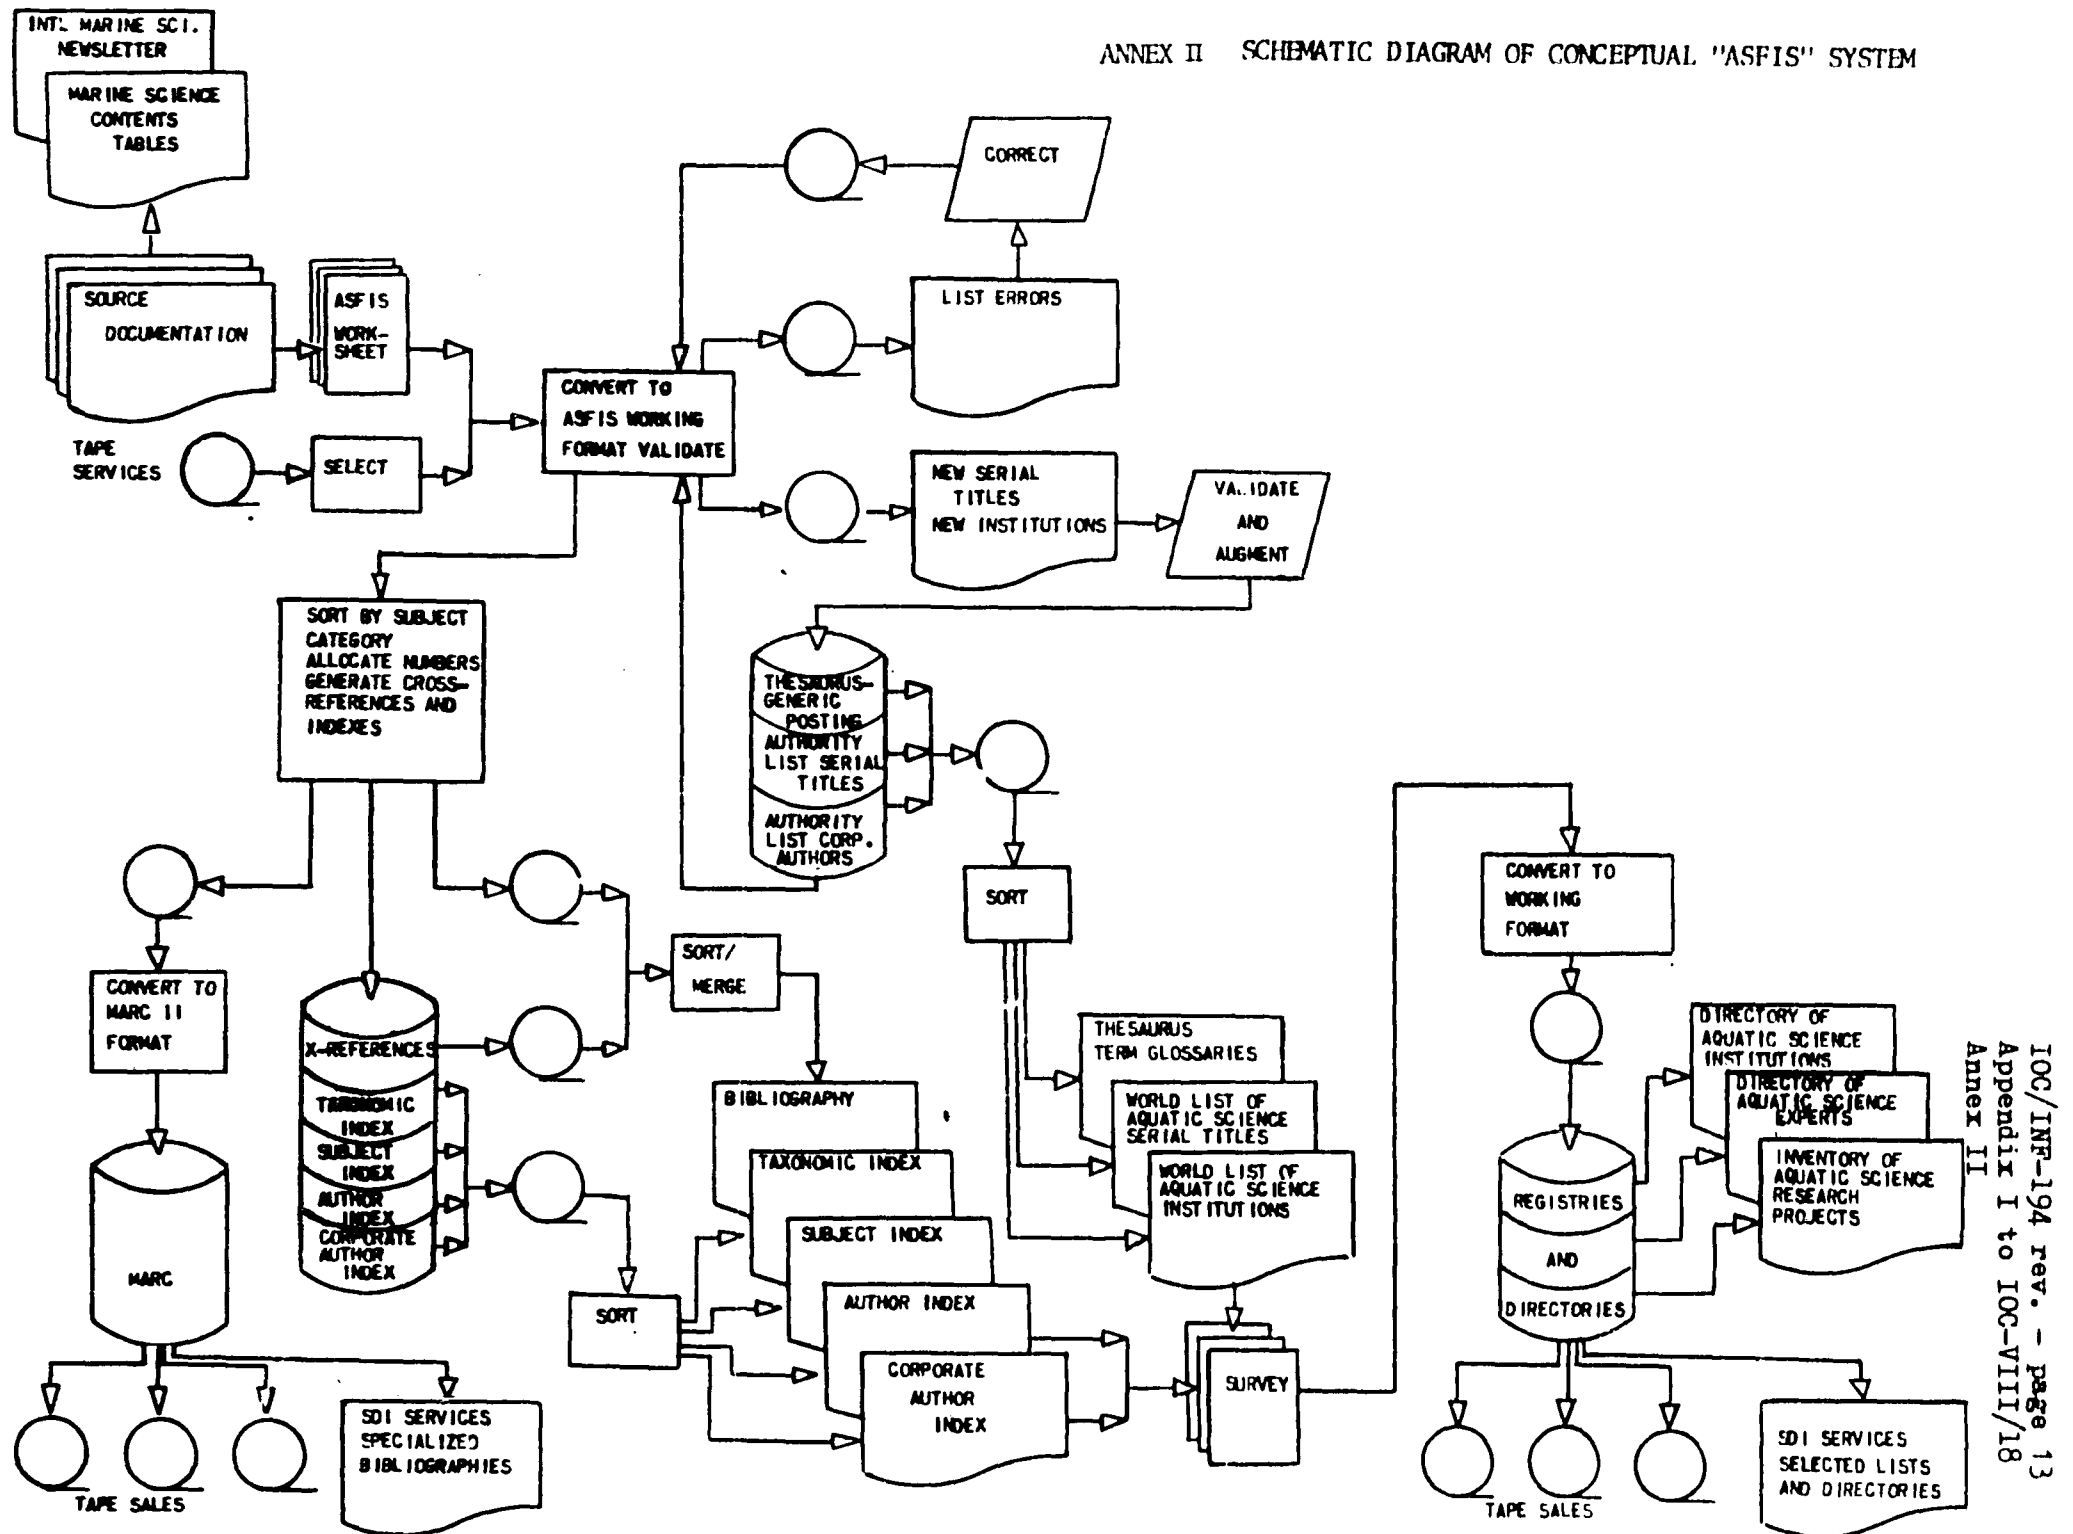 ANNEX II SCHEMATIC DIAGRAM OF CONCEPTUAL "ASFIS" SYSTEM
INT'L MARINE SCI.
NEWSLETTER
MARINE SCIENCE
CONTENTS
TABLES
SOURCE
DOCUMENTATION
ASFIS
WORK-
SHEET
TAPE
SERVICES
SELECT
CONVERT TO
ASFIS WORKING
FORMAT VALIDATE
CORRECT
LIST ERRORS
NEW SERIAL
TITLES
NEW INSTITUTIONS
VALIDATE
AND
AUGMENT
SORT BY SUBJECT
CATEGORY
ALLOCATE NUMBERS
GENERATE CROSS-
REFERENCES AND
INDEXES
THESAURUS-
GENERIC
POSTING
AUTHORITY
LIST SERIAL
TITLES
AUTHORITY
LIST CORP.
AUTHORS
SORT
CONVERT TO
WORKING
FORMAT
SORT/
MERGE
CONVERT TO
MARC II
FORMAT
X-REFERENCES
TAXONOMIC
INDEX
SUBJECT
INDEX
AUTHOR
INDEX
CORPORATE
AUTHOR
INDEX
MARC
TAPE SALES
SDI SERVICES
SPECIALIZED
BIBLIOGRAPHIES
SORT
BIBLIOGRAPHY
TAXONOMIC INDEX
SUBJECT INDEX
AUTHOR INDEX
CORPORATE
AUTHOR
INDEX
THESAURUS
TERM GLOSSARIES
WORLD LIST OF
AQUATIC SCIENCE
SERIAL TITLES
WORLD LIST OF
AQUATIC SCIENCE
INSTITUTIONS
SURVEY
DIRECTORY OF
AQUATIC SCIENCE
INSTITUTIONS
DIRECTORY OF
AQUATIC SCIENCE
EXPERTS
INVENTORY OF
AQUATIC SCIENCE
RESEARCH
PROJECTS
REGISTRIES
AND
DIRECTORIES
TAPE SALES
SDI SERVICES
SELECTED LISTS
AND DIRECTORIES
IOC/INF-194 rev. - page 13
Appendix I to IOC-VIII/18
Annex II